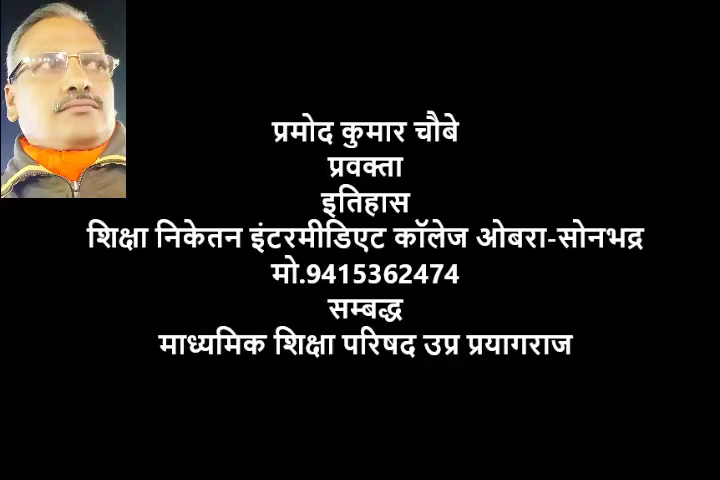 प्रमोद कुमार चौबे
प्रवक्ता
इतिहास
शिक्षा निकेतन इंटरमीडिएट कॉलेज ओबरा-सोनभद्र
मो.9415362474
सम्बद्ध
माध्यमिक शिक्षा परिषद उप्र प्रयागराज